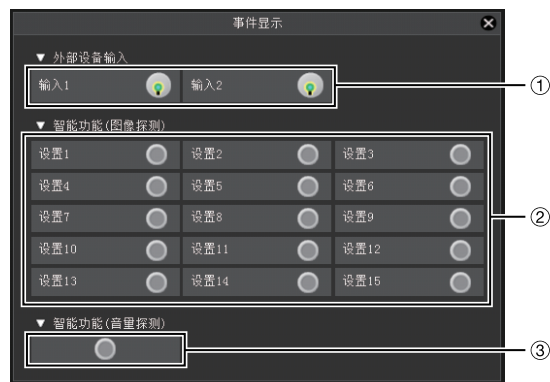 事件显示
▼ 外部设备输入
输入1 输入2
①
▼ 智能功能(图像探测)
设置1 设置2 设置3
设置4 设置5 设置6
设置7 设置8 设置9
②
设置10 设置11 设置12
设置13 设置14 设置15
▼ 智能功能(音量探测)
③